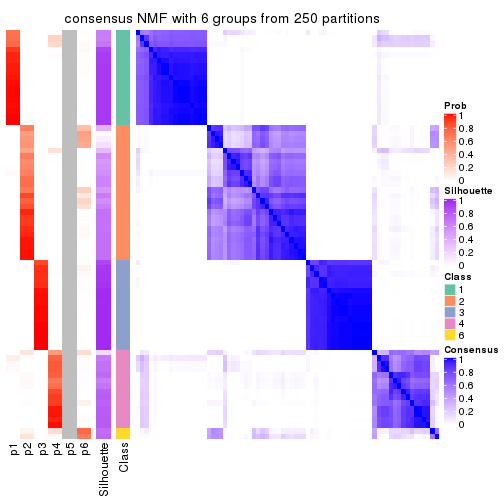 consensus NMF with 6 groups from 250 partitions
Prob
1
0.8
0.6
0.4
0.2
0
Silhouette
1
0.8
0.6
0.4
0.2
0
Class
1
2
3
4
6
Consensus
1
0.8
0.6
0.4
0.2
0
p1
p2
p3
p4
p5
p6
Silhouette
Class